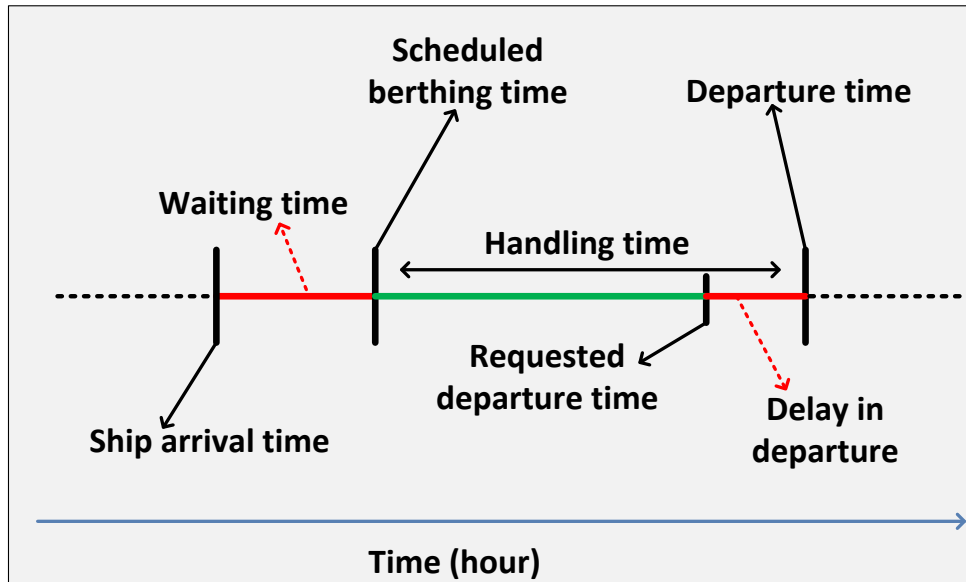 Scheduled
berthing time
Departure time
Waiting time
Handling time
Requested
departure time
Ship arrival time
Delay in
departure
Time (hour)